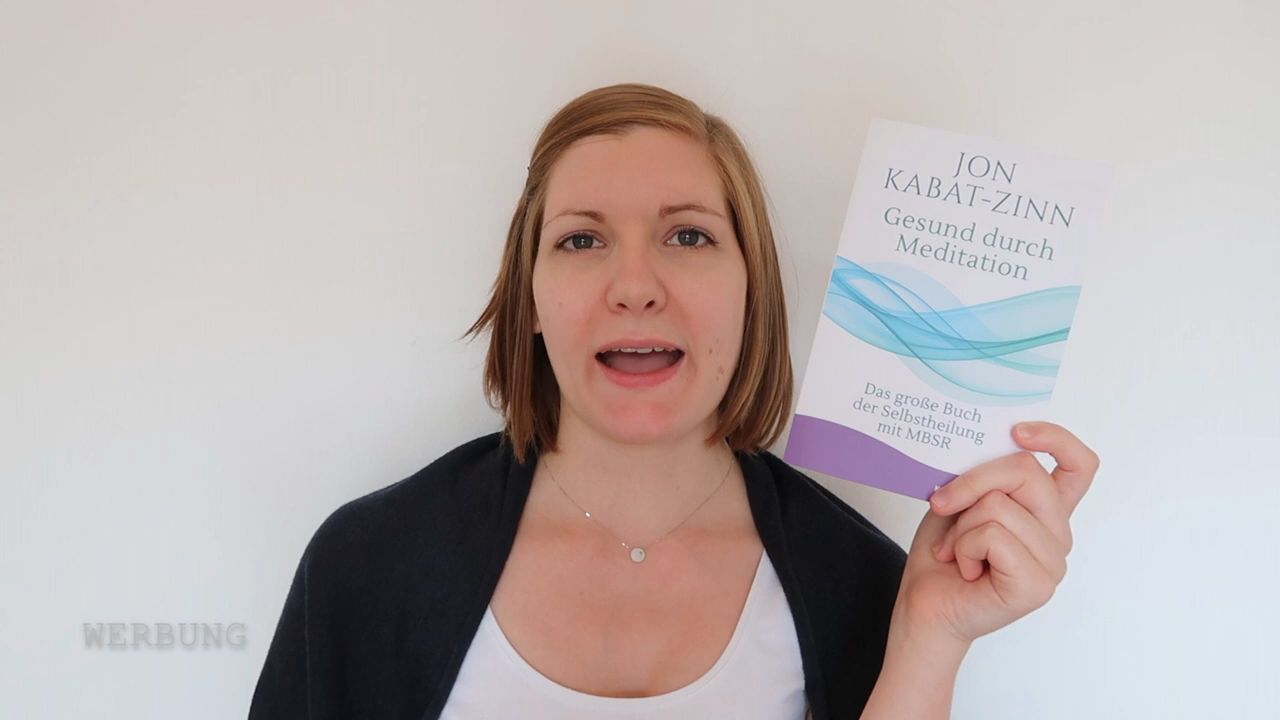 JON
KABAT-ZINN
Gesund durch
Meditation
Das große Buch
der Selbstheilung
mit MBSR
WERBUNG